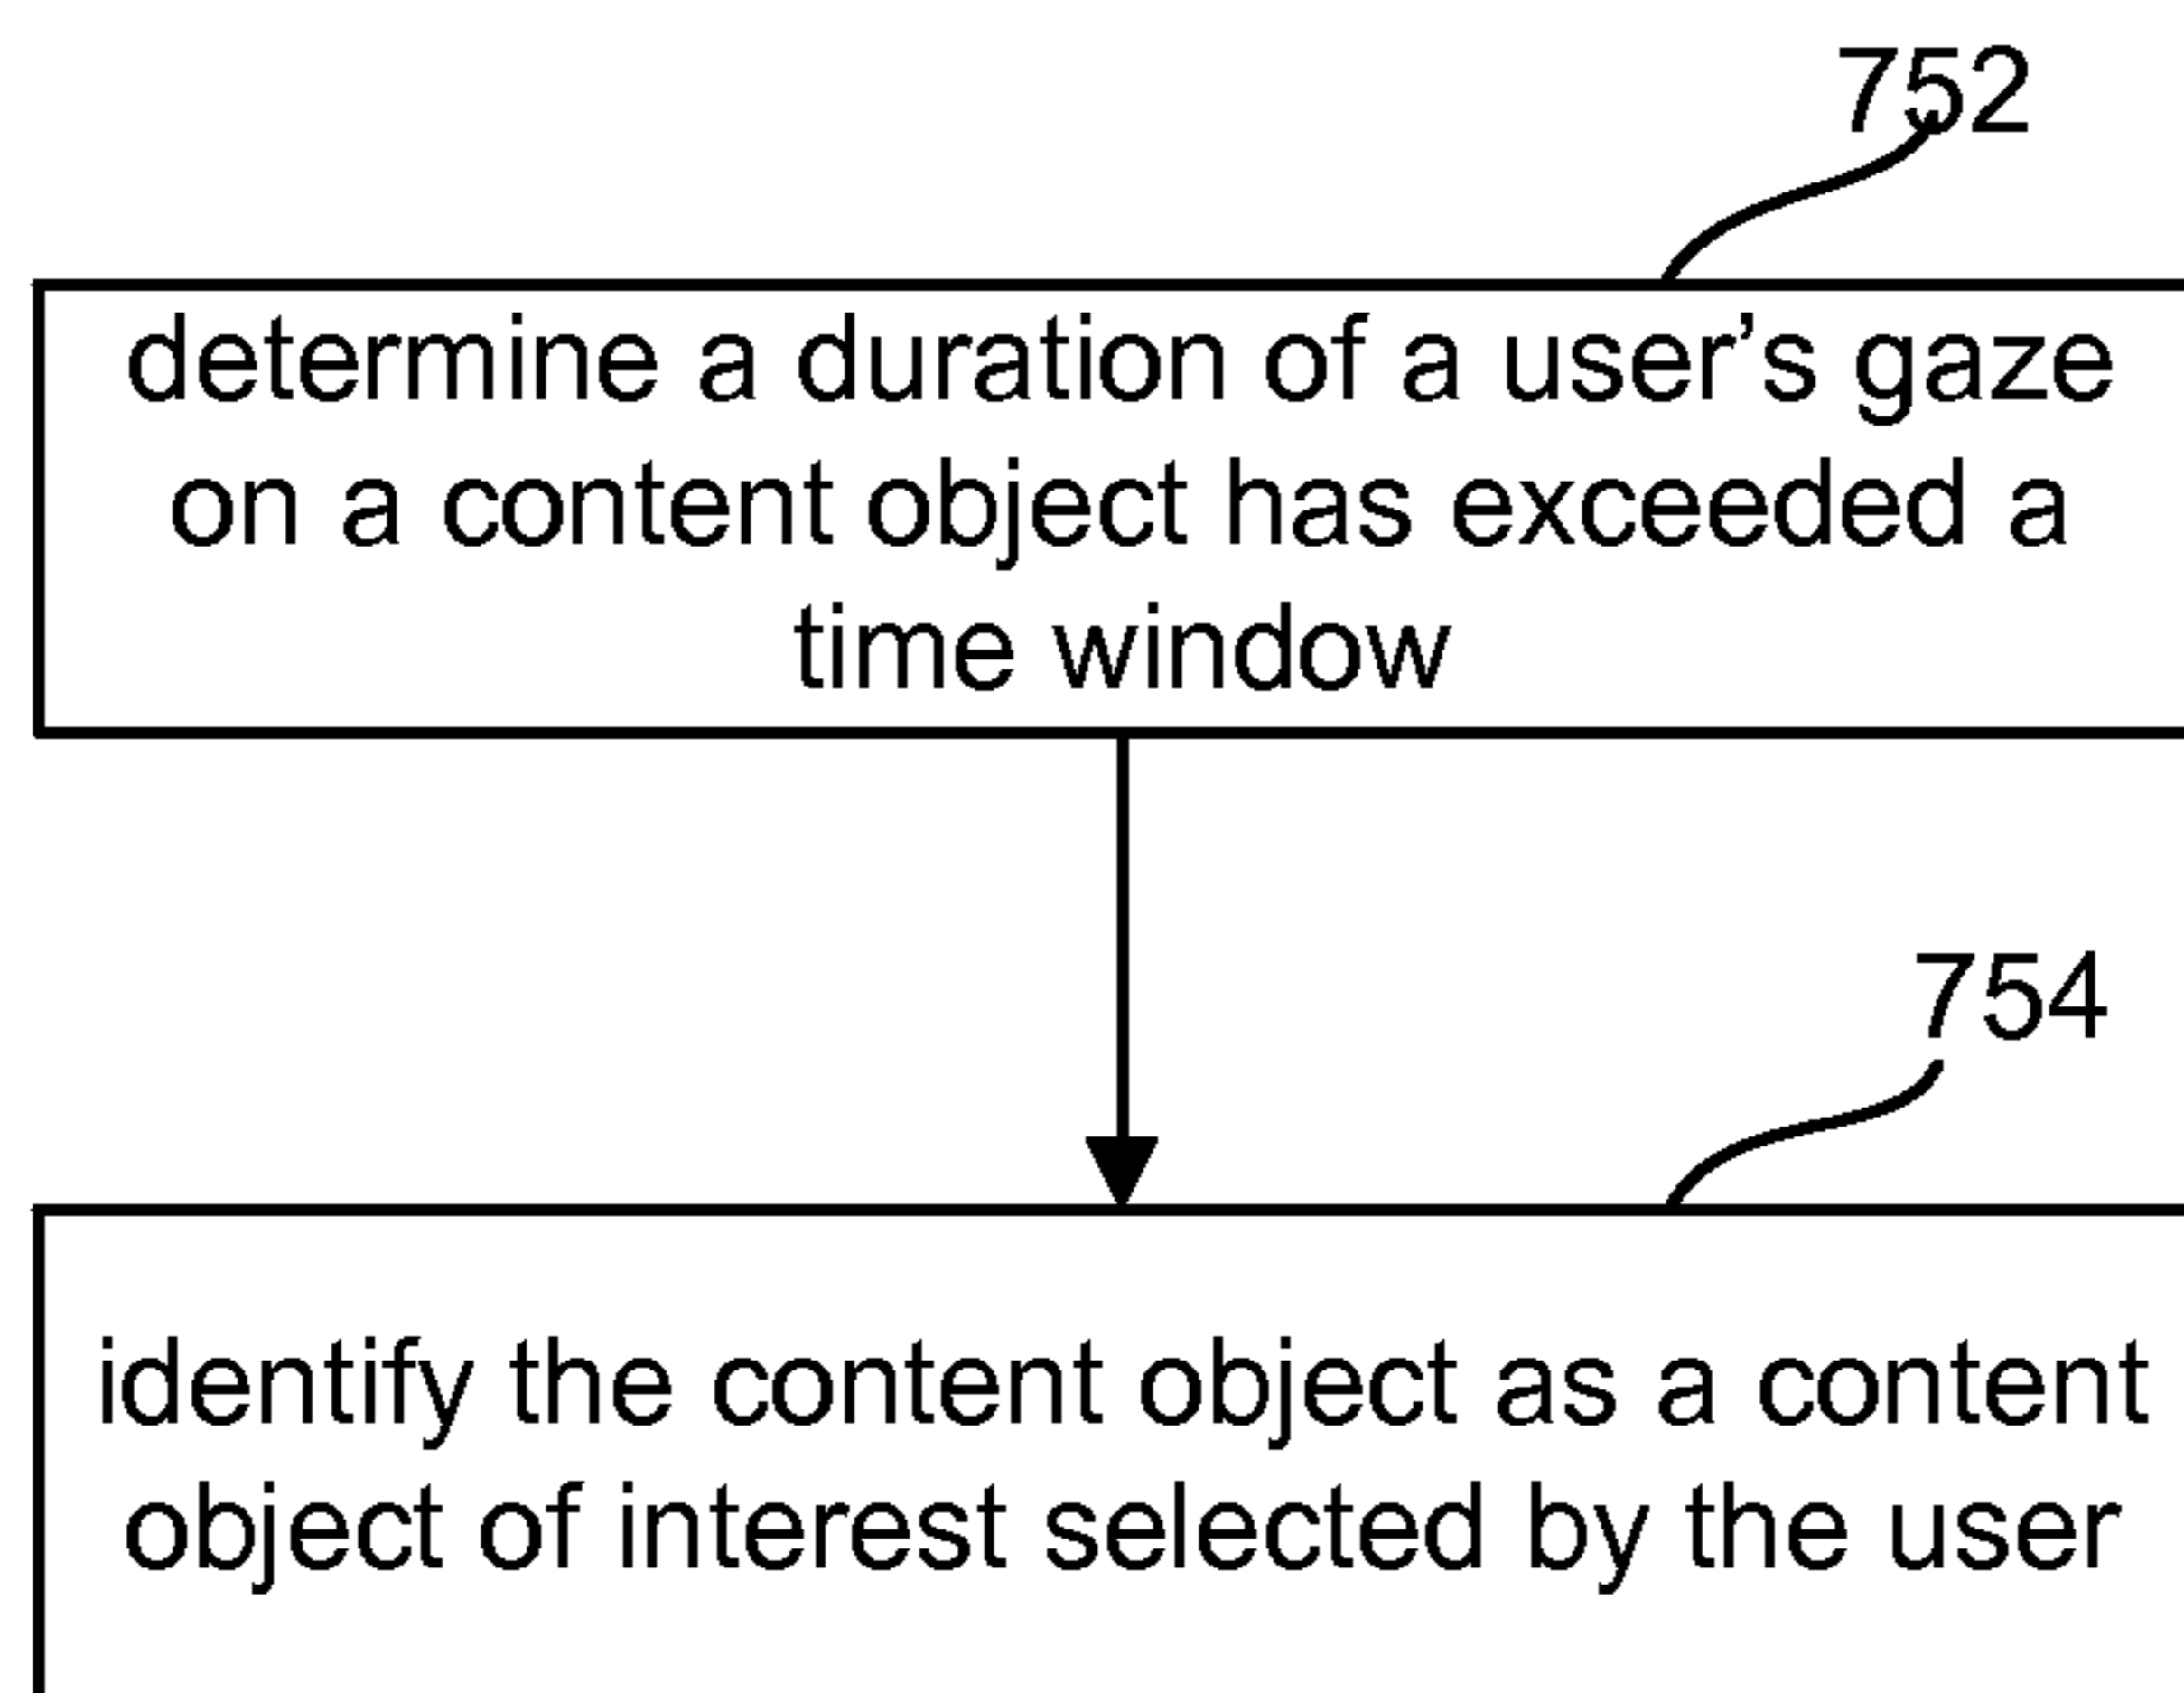 752
determine a duration of a user’s gaze
on a content object has exceeded a
time window
754
identify the content object as a content
object of interest selected by the user